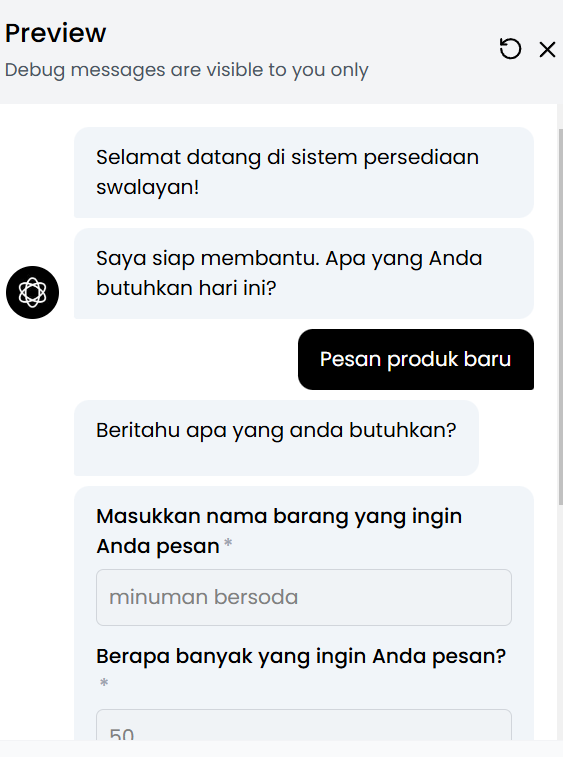 Preview
Debug messages are visible to you only
Selamat datang di sistem persediaan
swalayan!
Saya siap membantu. Apa yang Anda
butuhkan hari ini?
Pesan produk baru
Beritahu apa yang anda butuhkan?
Masukkan nama barang yang ingin
Anda pesan *
minuman bersoda
Berapa banyak yang ingin Anda pesan?
*
50